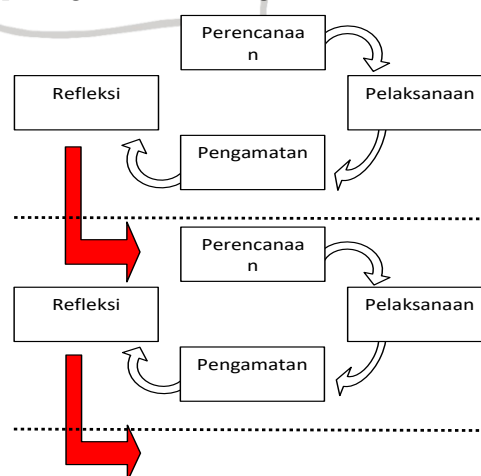 Perencanaa
n
Refleksi
Pelaksanaan
Pengamatan
Perencanaa
n
Refleksi
Pelaksanaan
Pengamatan